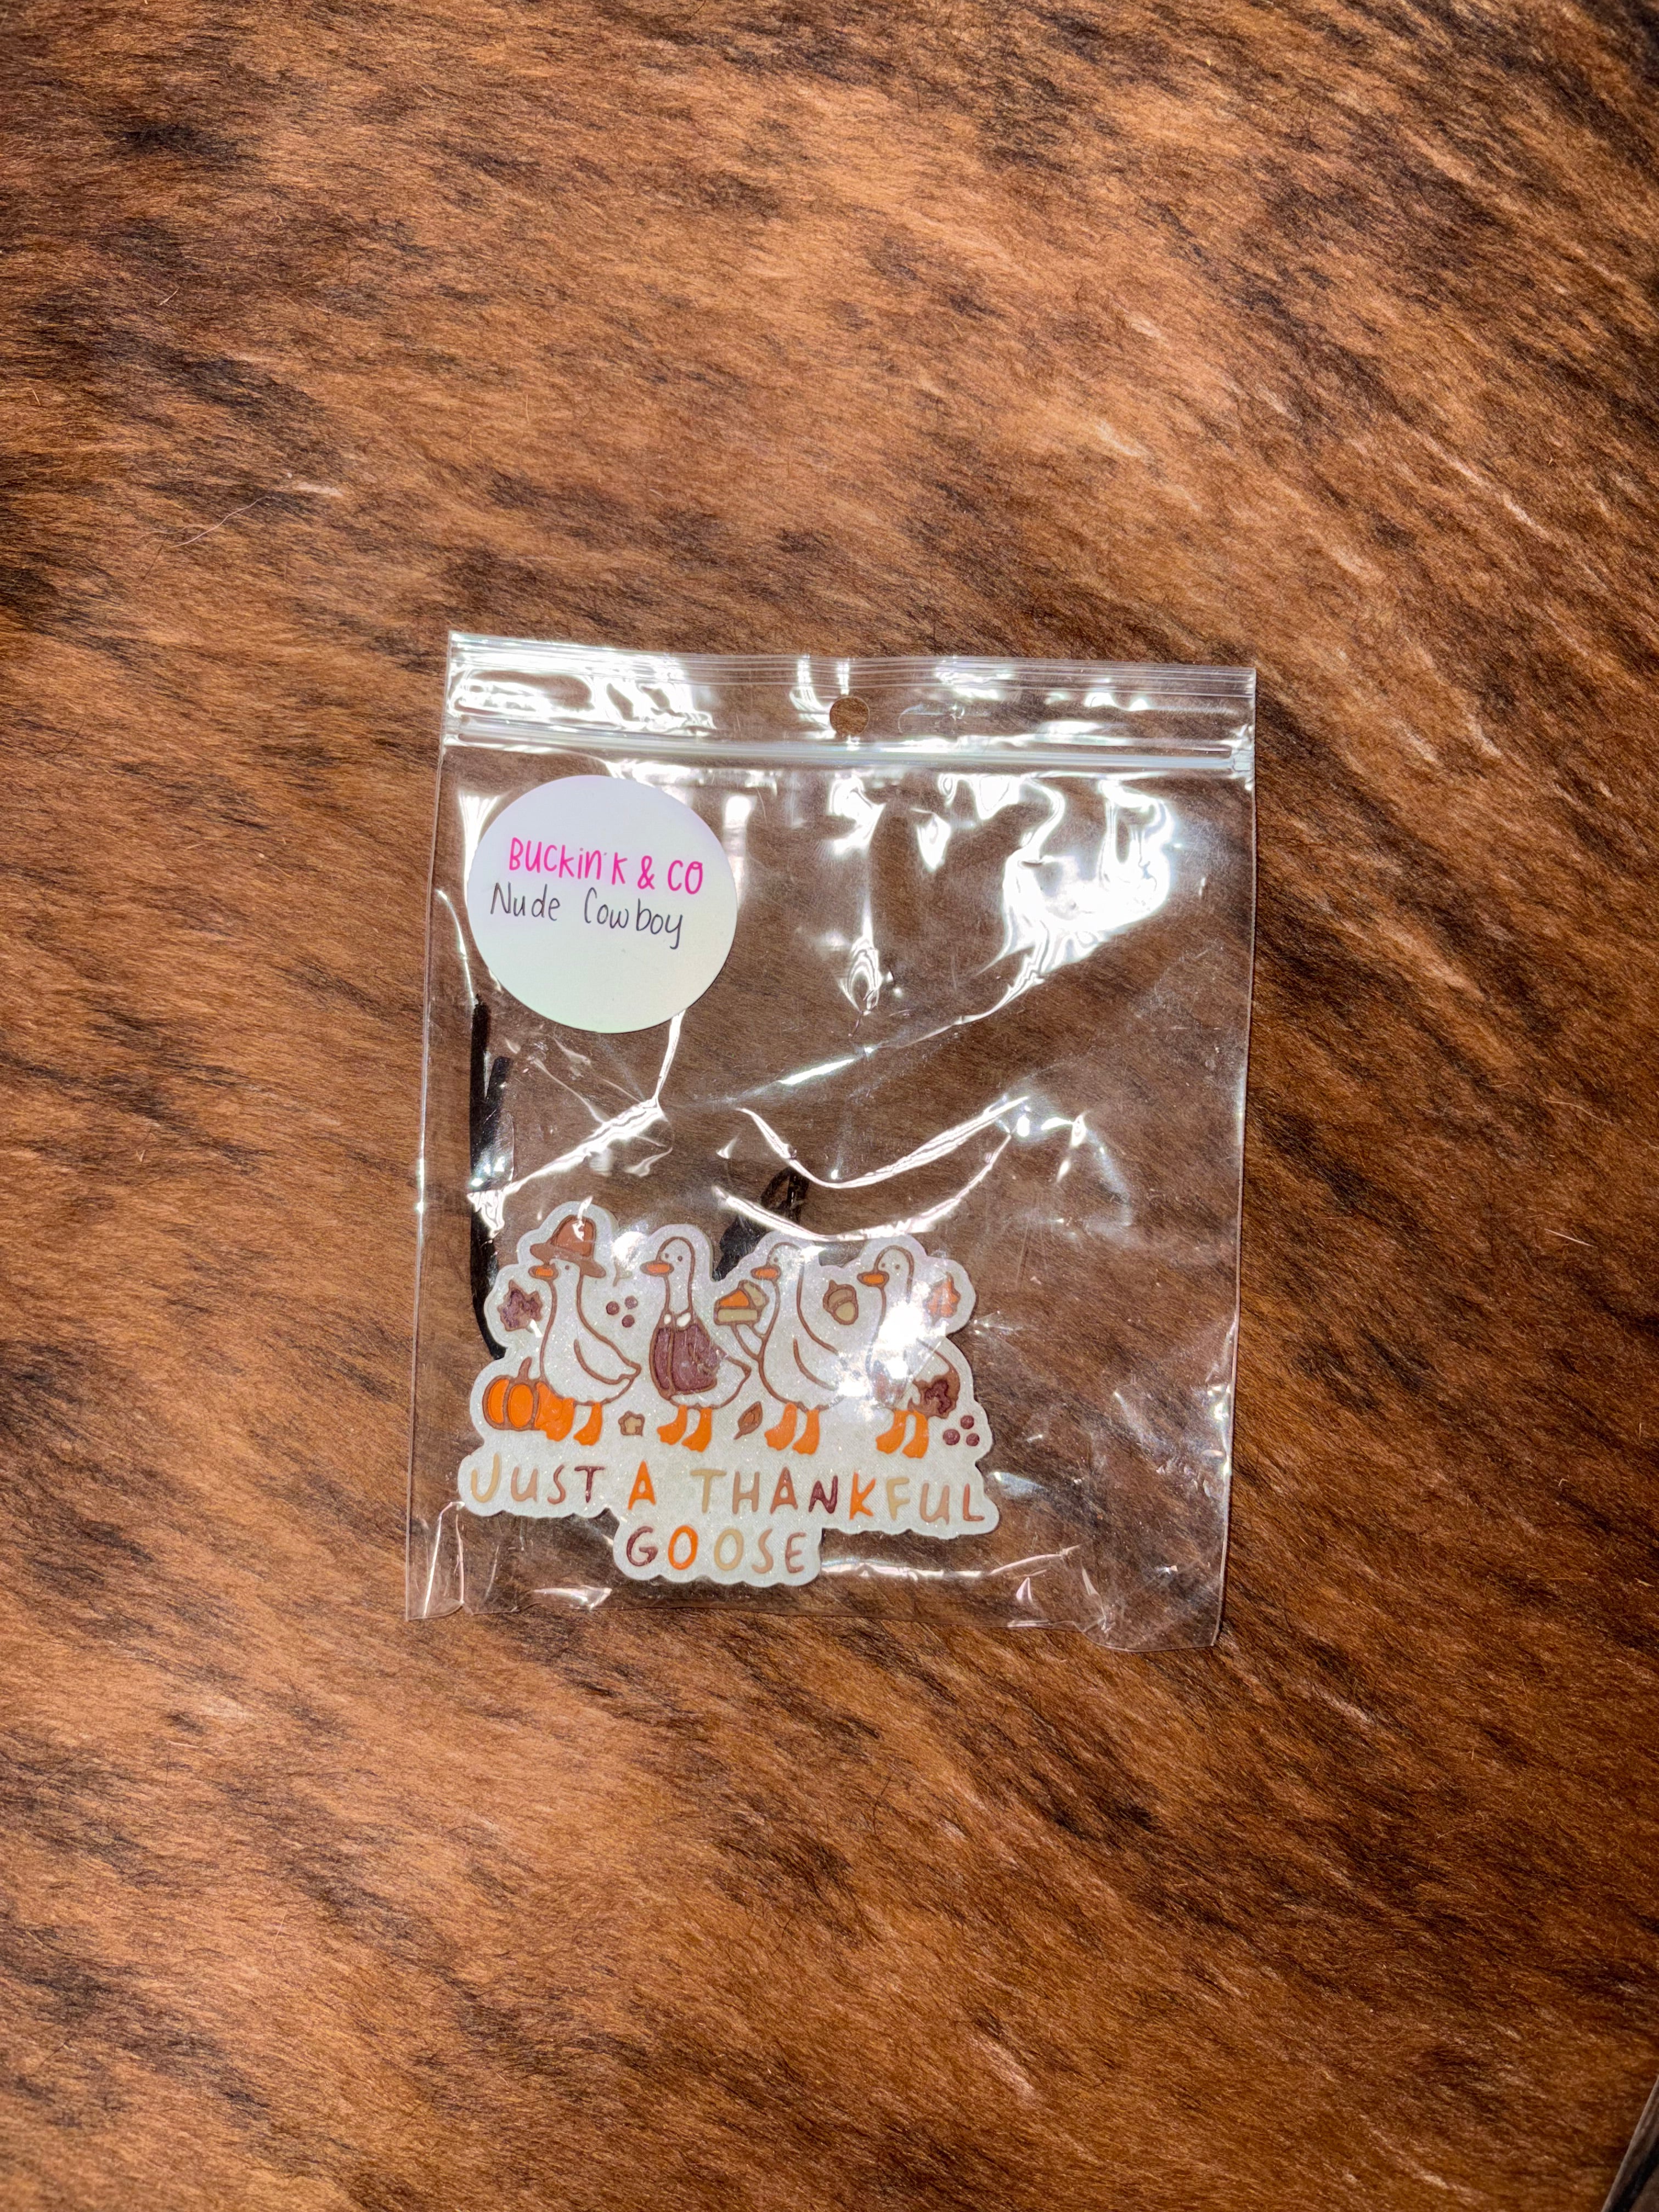 BUCKIN' K & CO
Nude Cowboy
JUST A THANKFUL
GOOSE